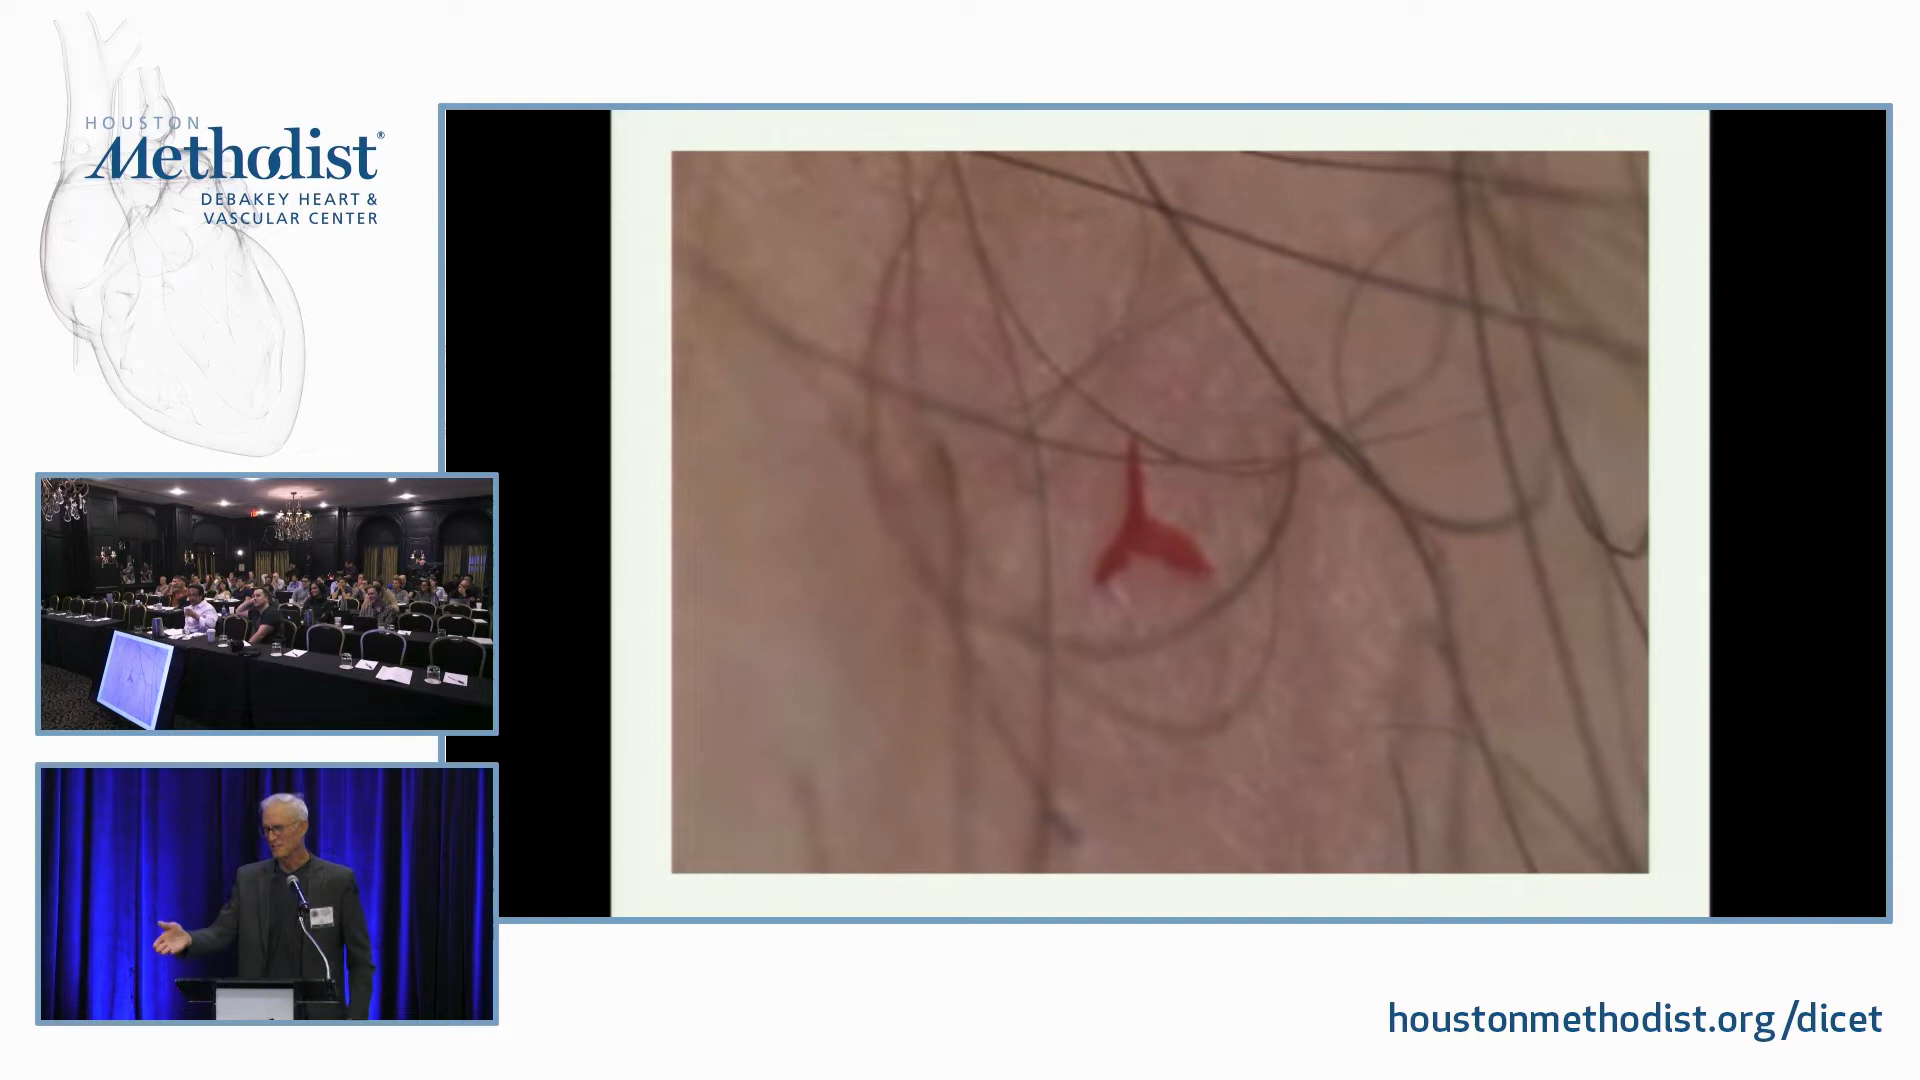 HOUSTON
Methodist®
DEBAKEY HEART &
VASCULAR CENTER
houstonmethodist.org/dicet